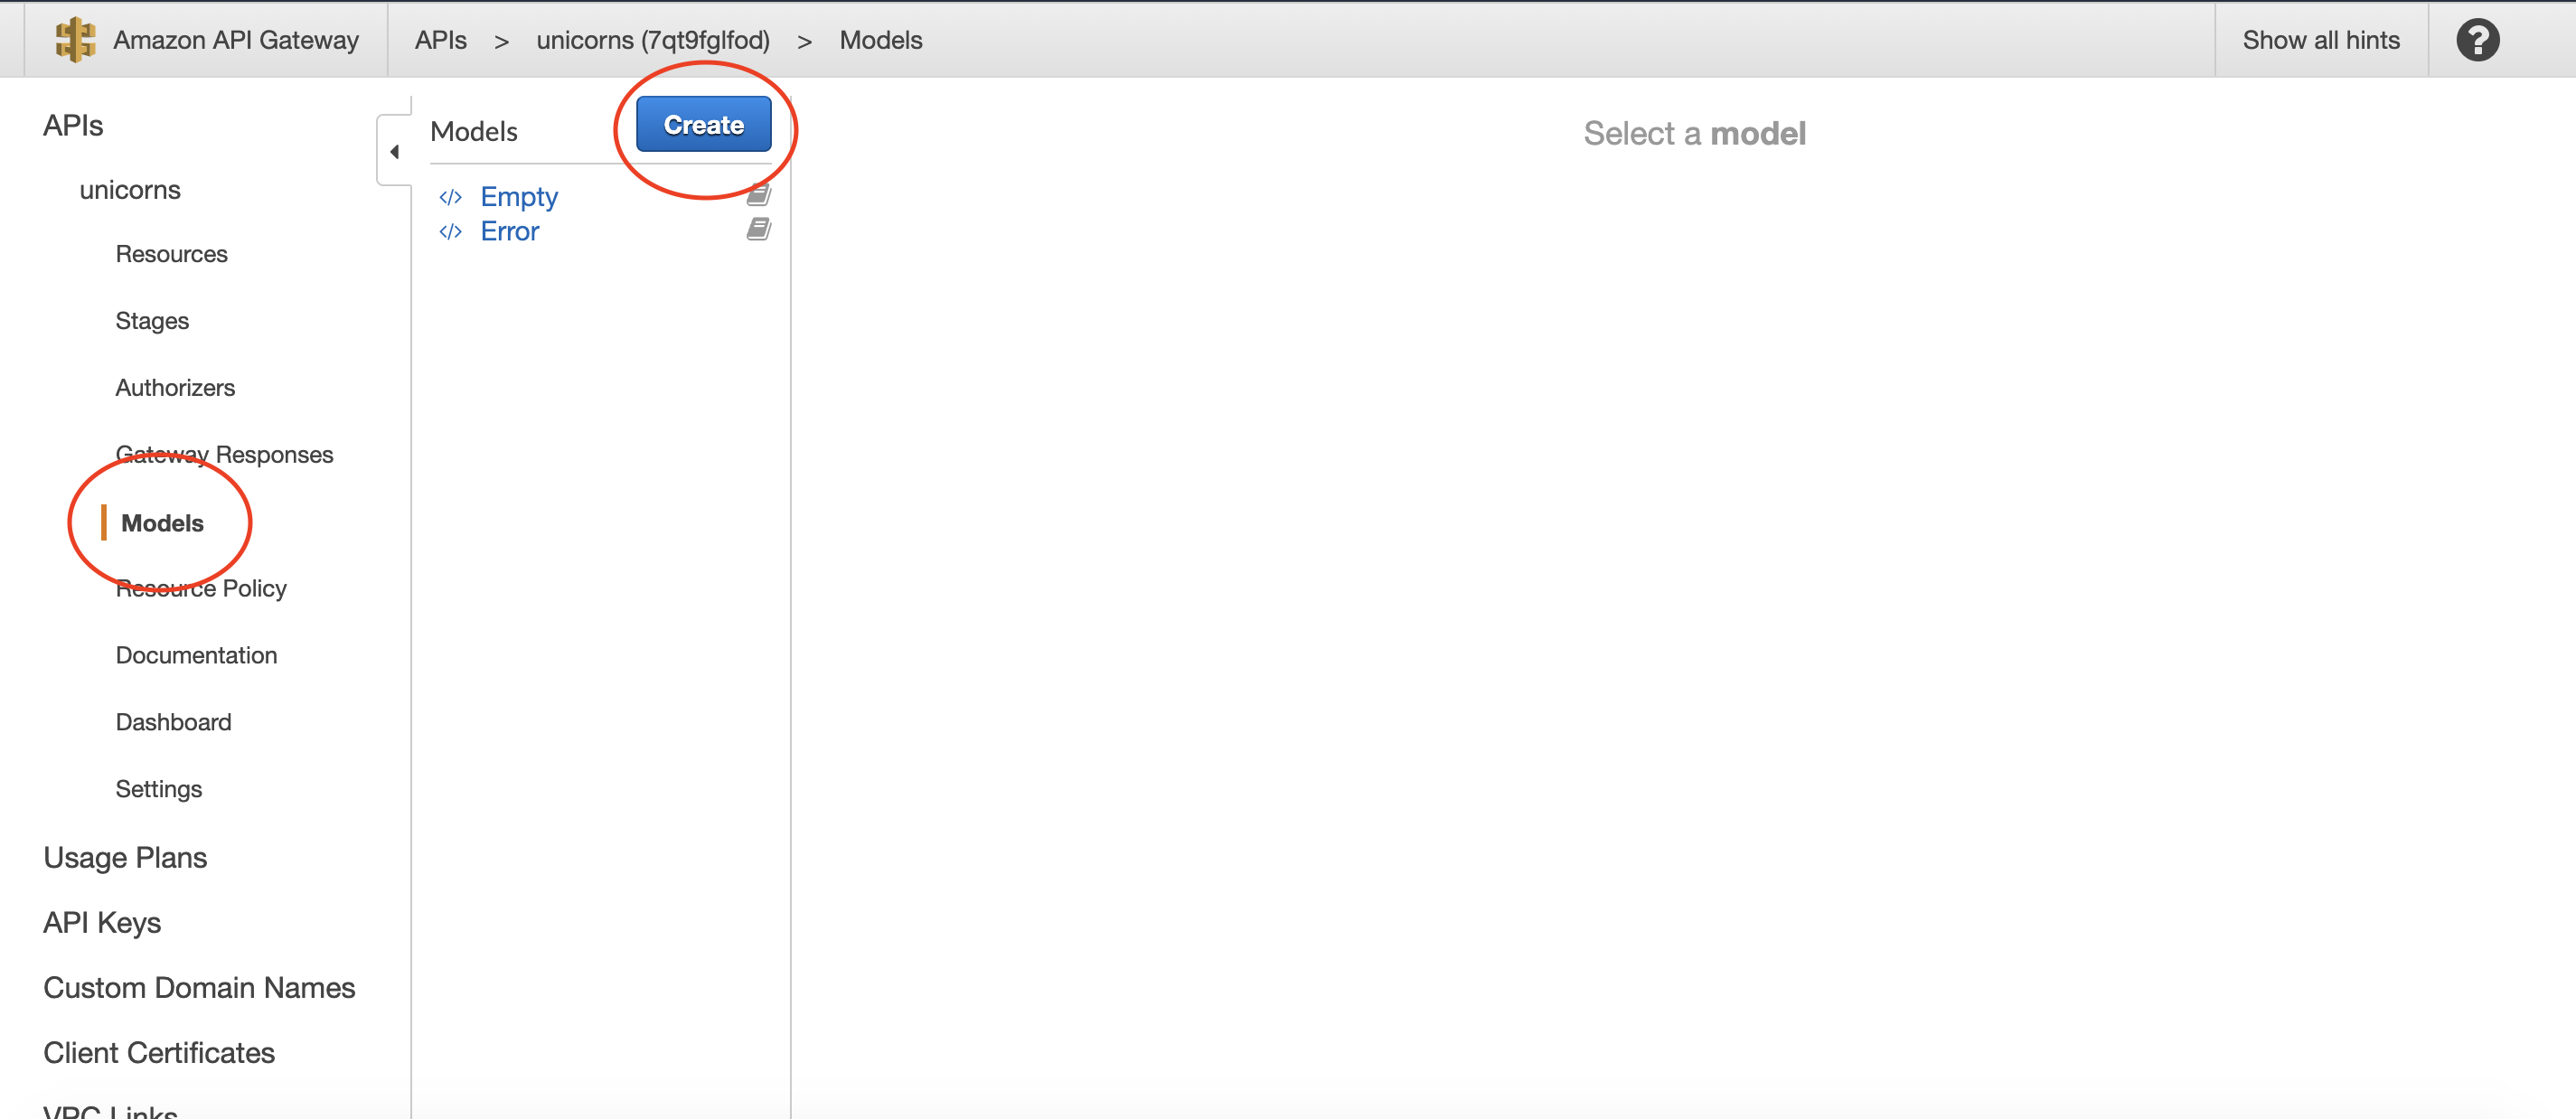 Amazon API Gateway APIs > unicorns (7qt9fglfod) > Models Show all hints ?
APIs
unicorns
Resources
Stages
Authorizers
Gateway Responses
Models
Resource Policy
Documentation
Dashboard
Settings
Usage Plans
API Keys
Custom Domain Names
Client Certificates
VPC Links
Models Create
</> Empty
</> Error
Select a model